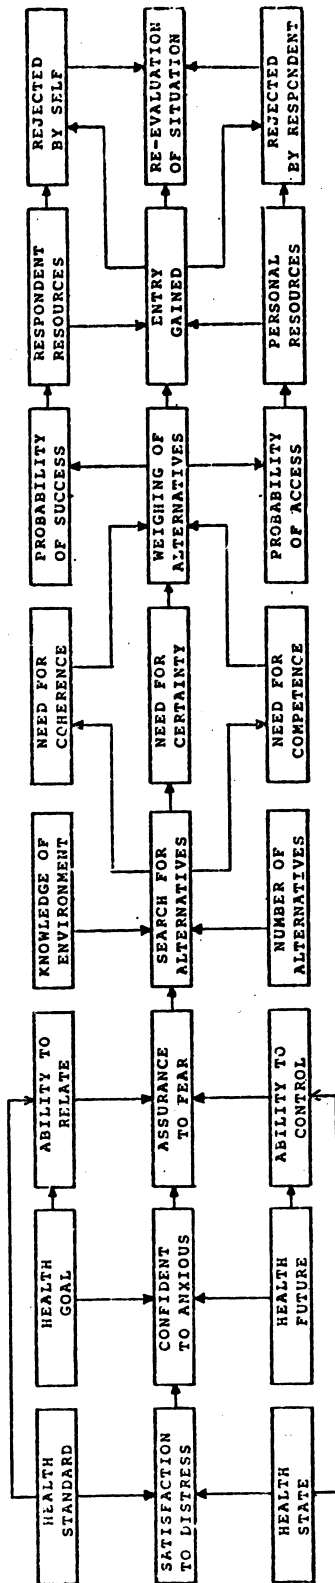 HEALTH
STANDARD
HEALTH
GOAL
ABILITY TO
RELATE
KNOWLEDGE OF
ENVIRONMENT
NEED FOR
COHERENCE
PROBABILITY
OF SUCCESS
RESPONDENT
RESOURCES
REJECTED
BY SELF
SATISFACTION
TO DISTRESS
CONFIDENT
TO ANXIOUS
ASSURANCE
TO FEAR
SEARCH FOR
ALTERNATIVES
NEED FOR
CERTAINTY
WEIGHING OF
ALTERNATIVES
ENTRY
GAINED
RE-EVALUATION
OF SITUATION
HEALTH
STATE
HEALTH
FUTURE
ABILITY TO
CONTROL
NUMBER OF
ALTERNATIVES
NEED FOR
COMPETENCE
PROBABILITY
OF ACCESS
PERSONAL
RESOURCES
REJECTED
BY RESPONDENT